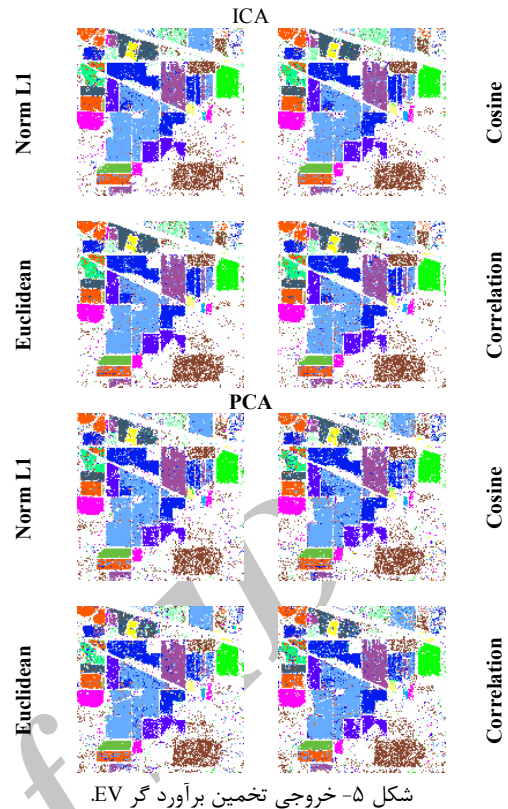 ICA
Norm L1
Cosine
Euclidean
Correlation
PCA
Norm L1
Cosine
Euclidean
Correlation
شکل ۵- خروجی تخمین برآورد گر EV.